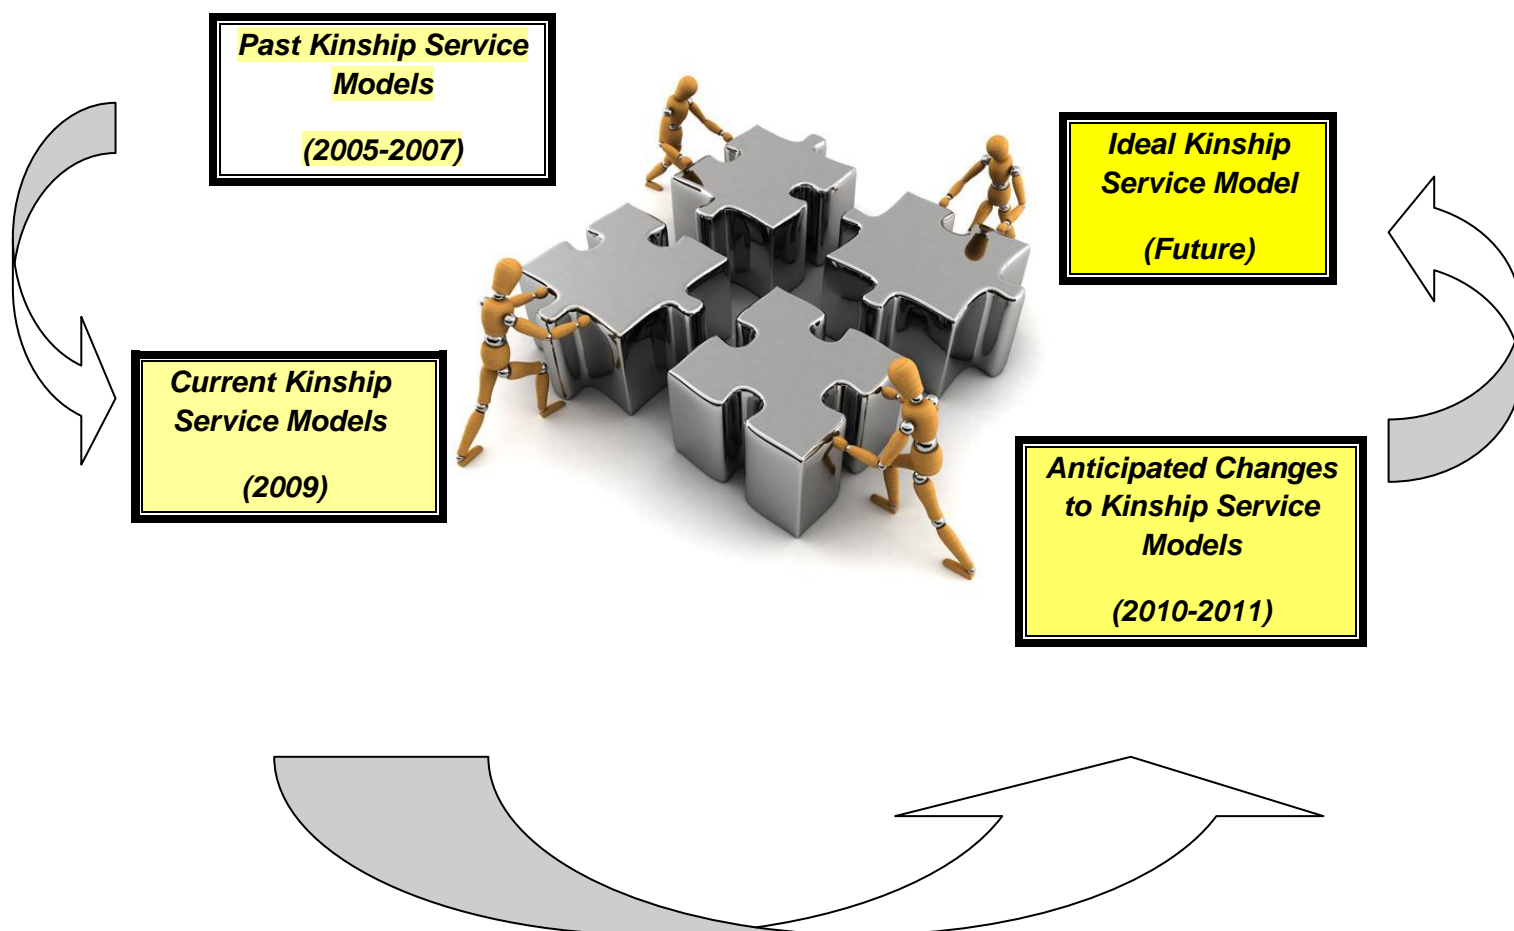 Past Kinship Service
Models
(2005-2007)
Current Kinship
Service Models
(2009)
Anticipated Changes
to Kinship Service
Models
(2010-2011)
Ideal Kinship
Service Model
(Future)